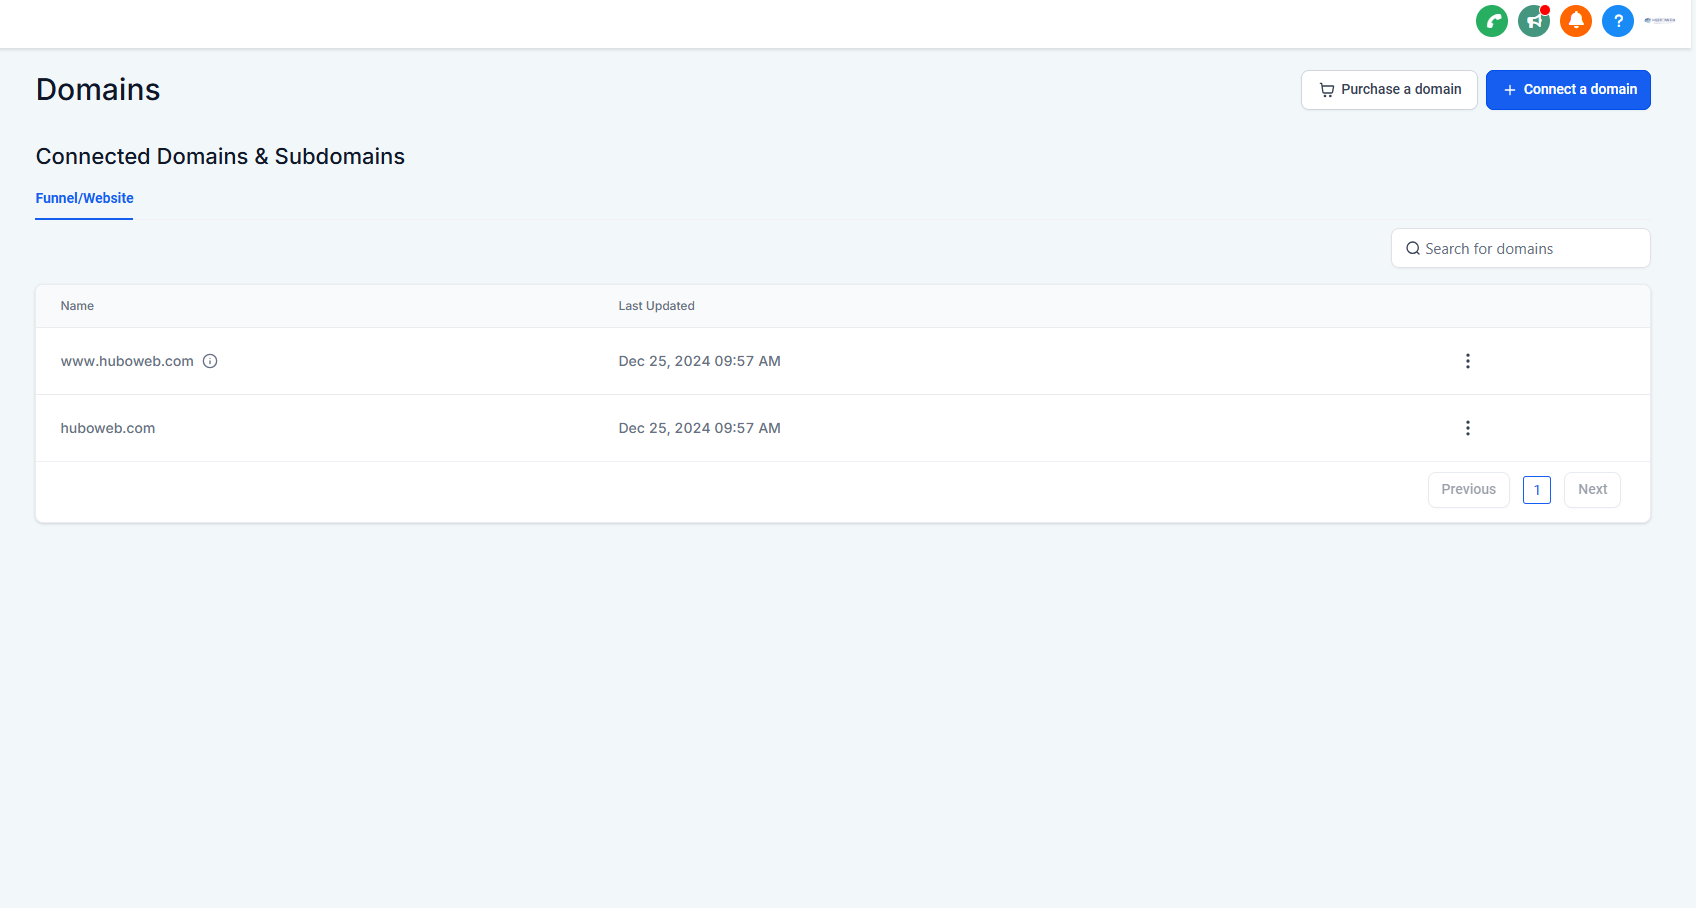 ?
Domains
Purchase a domain
+ Connect a domain
Connected Domains & Subdomains
Funnel/Website
Search for domains
Name Last Updated
www.huboweb.com Dec 25, 2024 09:57 AM
huboweb.com Dec 25, 2024 09:57 AM
Previous 1 Next